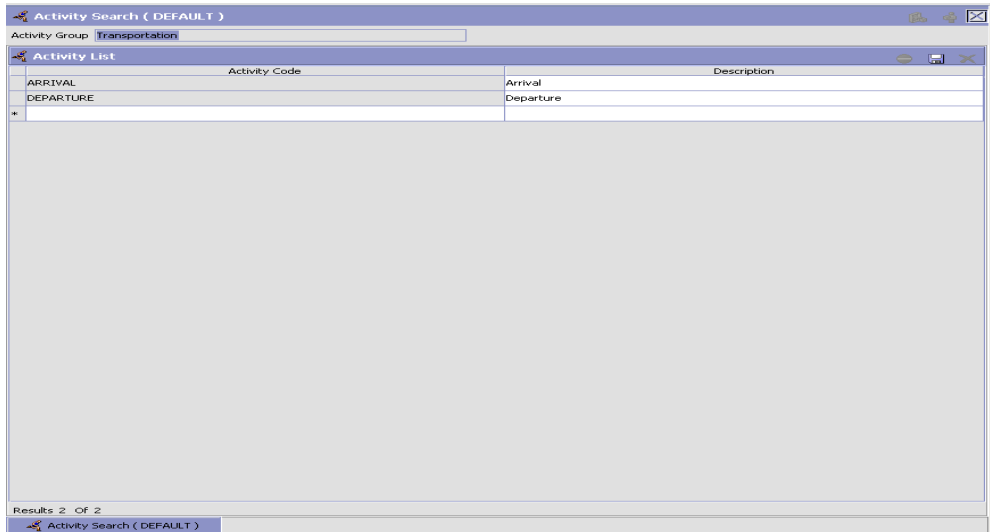 Activity Search ( DEFAULT )
Activity Group Transportation
Activity List
Activity Code Description
ARRIVAL Arrival
DEPARTURE Departure
*
Results 2 Of 2
Activity Search ( DEFAULT )